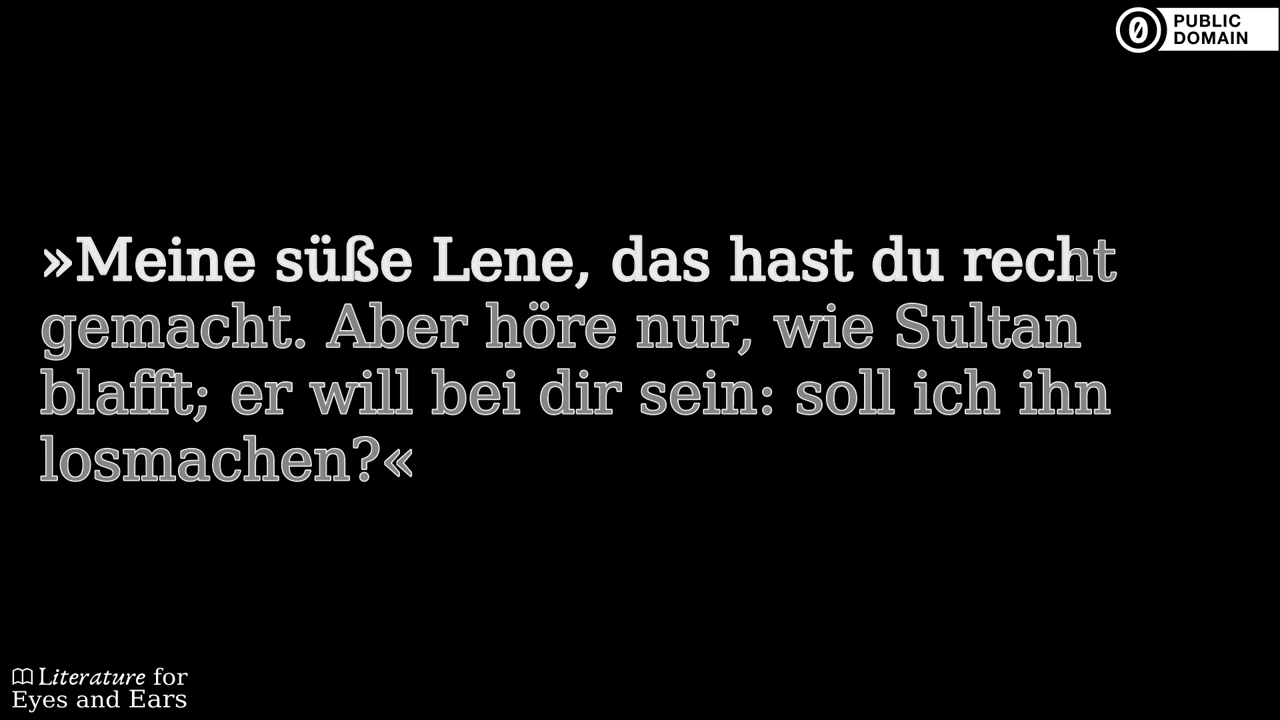 PUBLIC
DOMAIN
»Meine süße Lene, das hast du recht
gemacht. Aber höre nur, wie Sultan
blafft; er will bei dir sein: soll ich ihn
losmachen?«
Literature for
Eyes and Ears